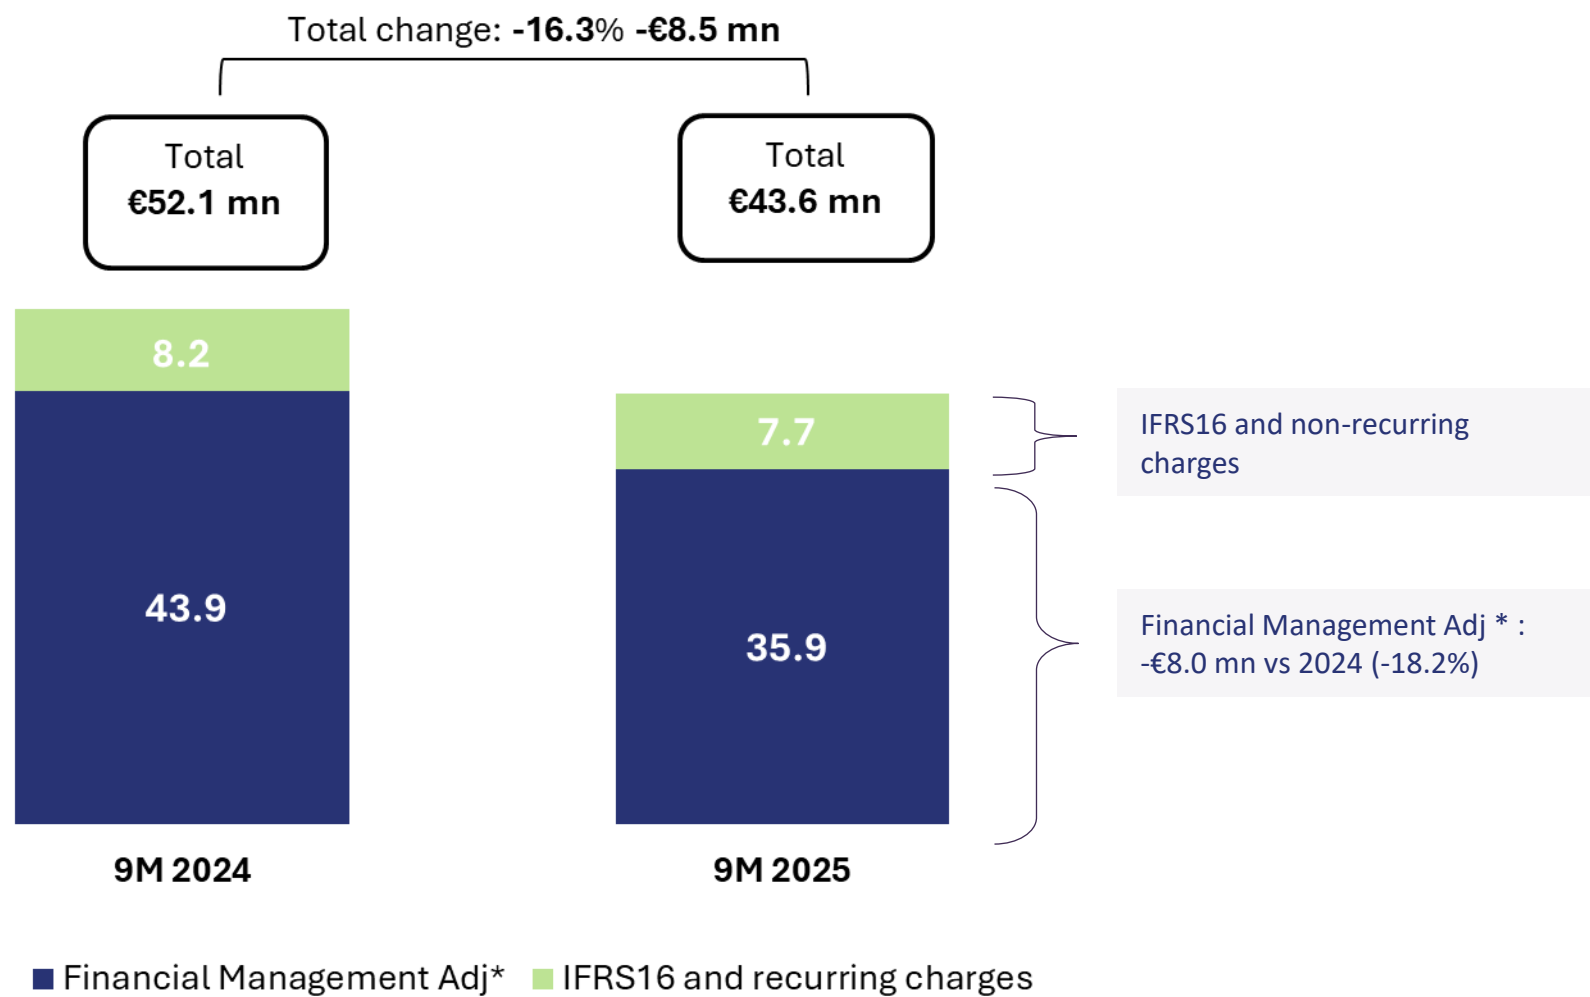 Total change: -16.3% -€8.5 mn
Total
€52.1 mn
Total
€43.6 mn
8.2
43.9
7.7
35.9
IFRS16 and non-recurring
charges
Financial Management Adj * :
-€8.0 mn vs 2024 (-18.2%)
9M 2024
9M 2025
Financial Management Adj*
IFRS16 and recurring charges